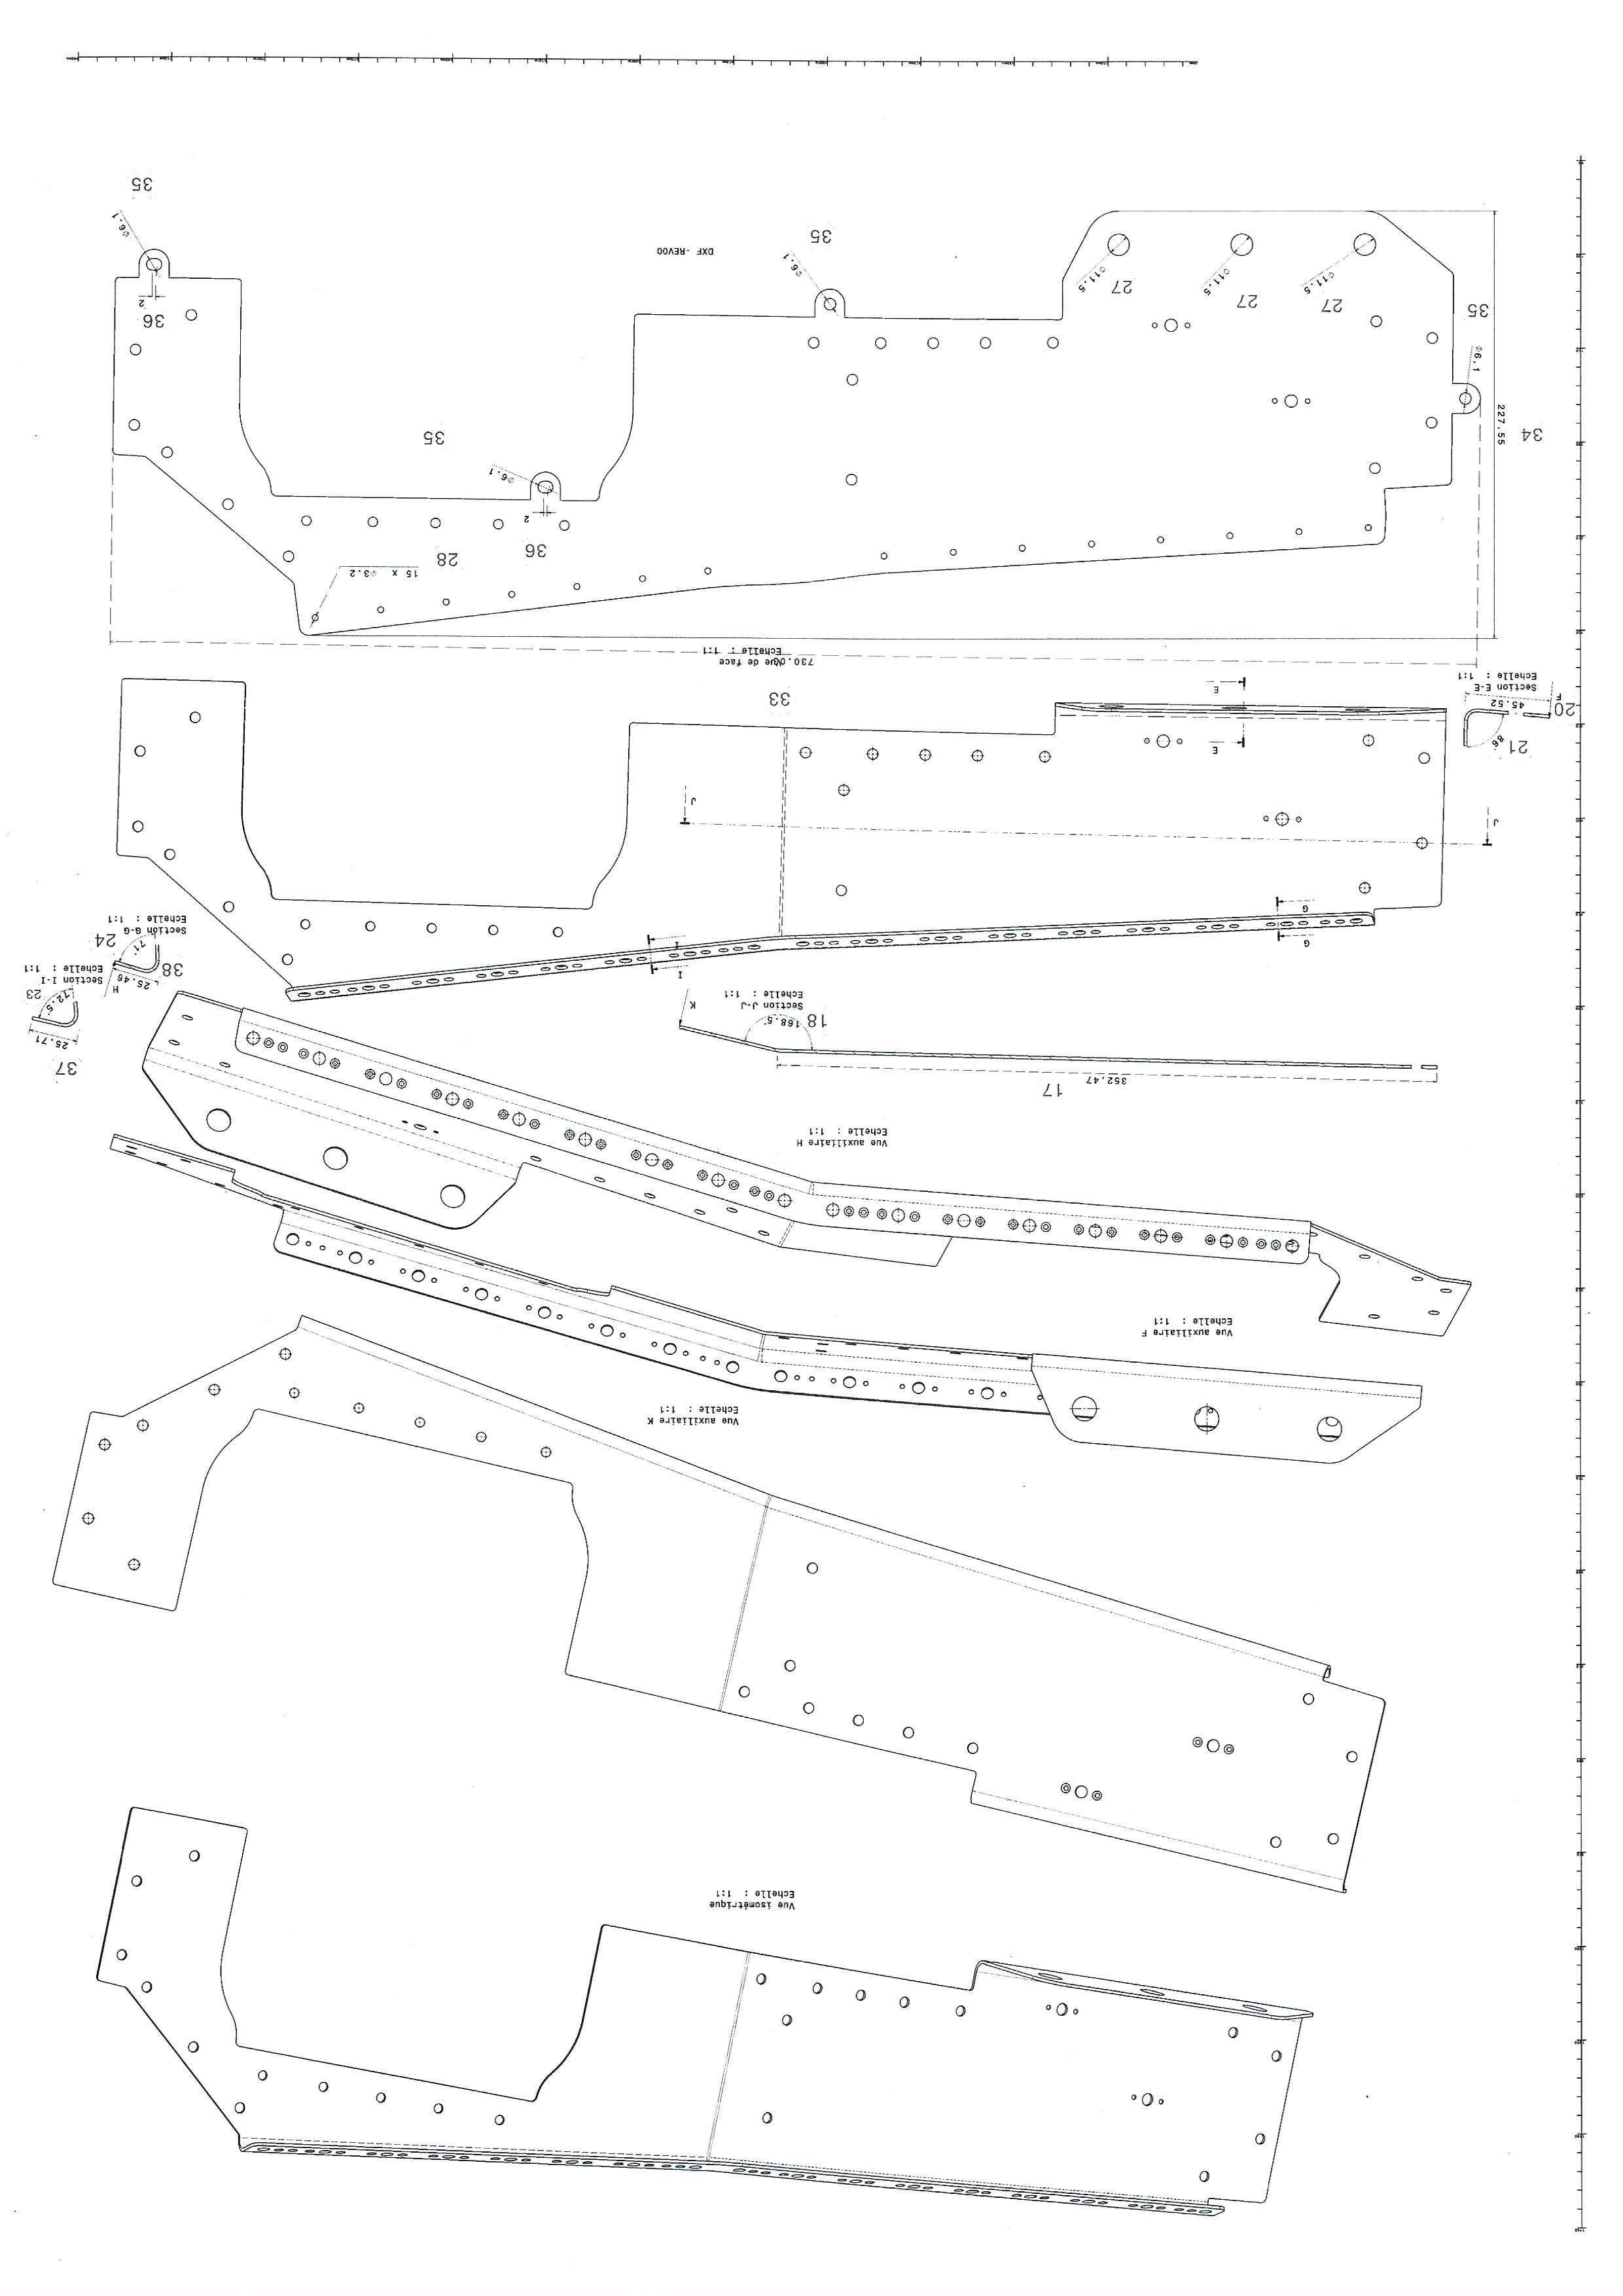 Vue isométrique
Echelle : 1:1
Vue auxiliaire K
Echelle : 1:1
Vue auxiliaire F
Echelle : 1:1
Vue auxiliaire H
Echelle : 1:1
17
352.47
18
168.5°
Section J-J
Echelle : 1:1
K
37
25.71
72.5°
23
Section I-I
Echelle : 1:1
H
25.46
38
71°
24
Section G-G
Echelle : 1:1
I
I
G
G
J
J
E
E
21
86°
20
45.52
F
Section E-E
Echelle : 1:1
33
Vue de face
Echelle : 1:1
15 x ⌀3.2
28
36
2
⌀6.1
35
34
227.55
⌀6.1
35
27
⌀11.5
27
⌀11.5
27
⌀11.5
36
2
⌀6.1
35
DXF -REV00
⌀6.1
35